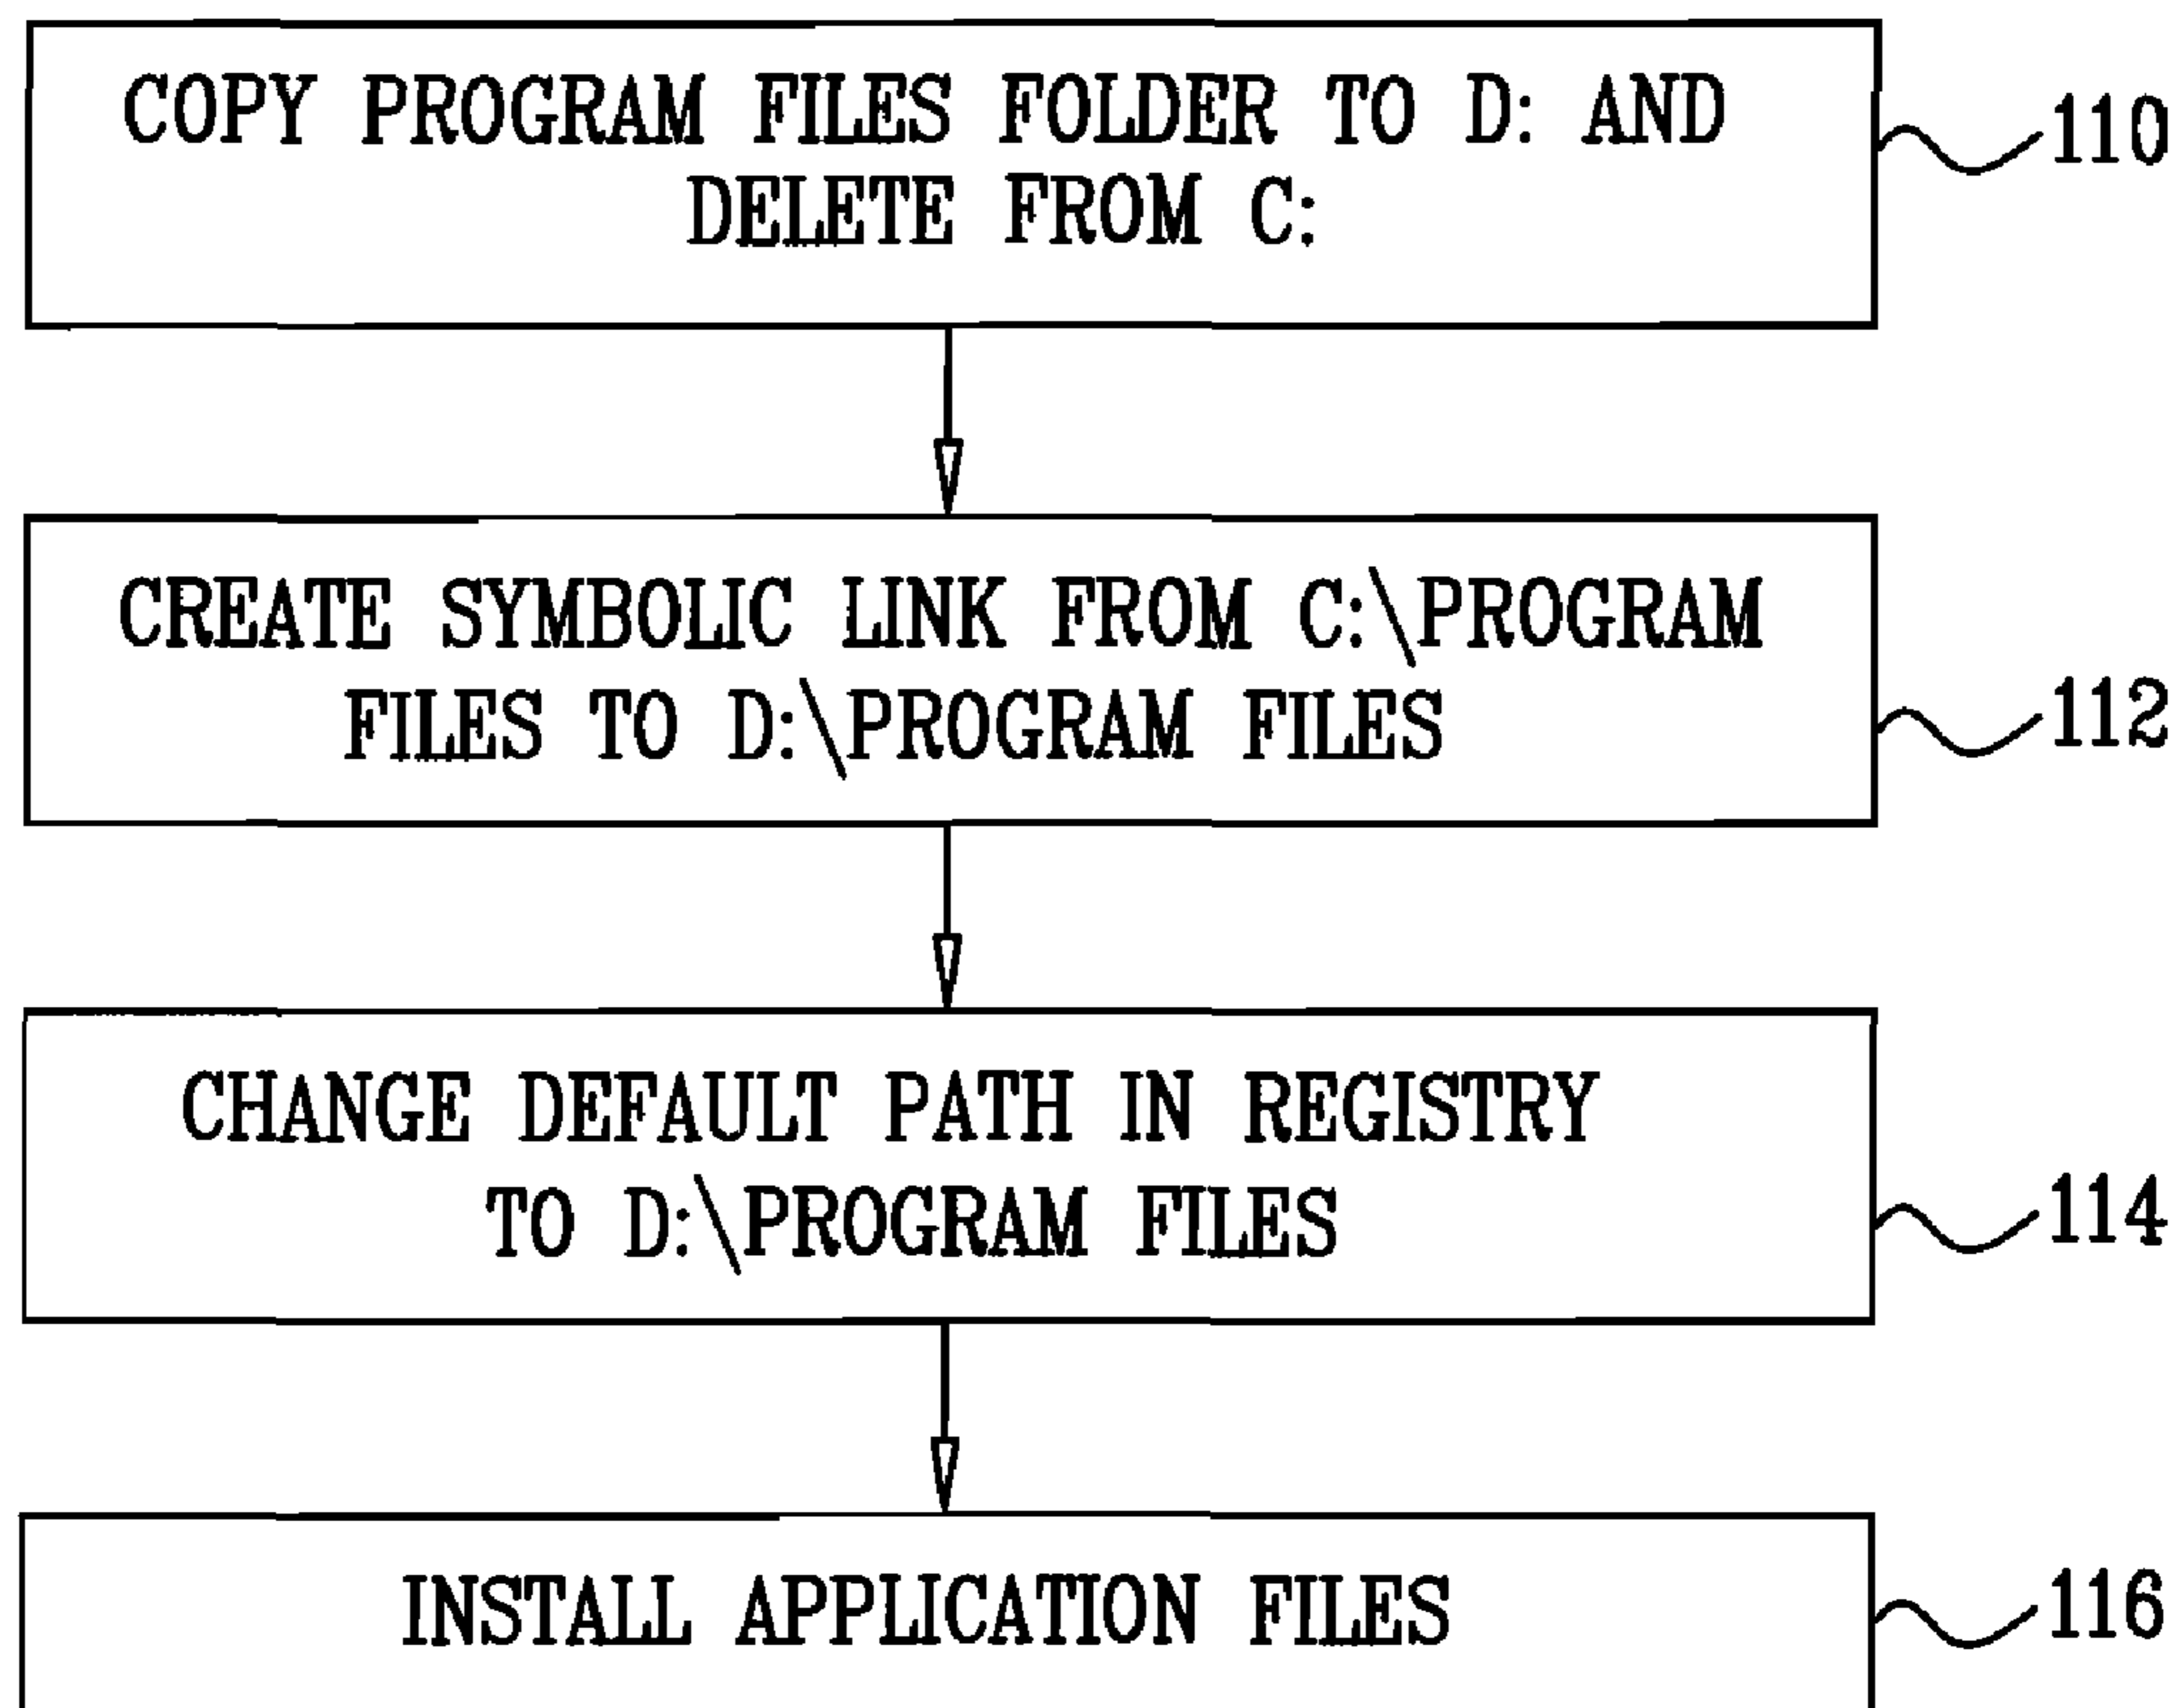 COPY PROGRAM FILES FOLDER TO D: AND
DELETE FROM C:
110
CREATE SYMBOLIC LINK FROM C:\PROGRAM
FILES TO D:\PROGRAM FILES
112
CHANGE DEFAULT PATH IN REGISTRY
TO D:\PROGRAM FILES
114
INSTALL APPLICATION FILES
116